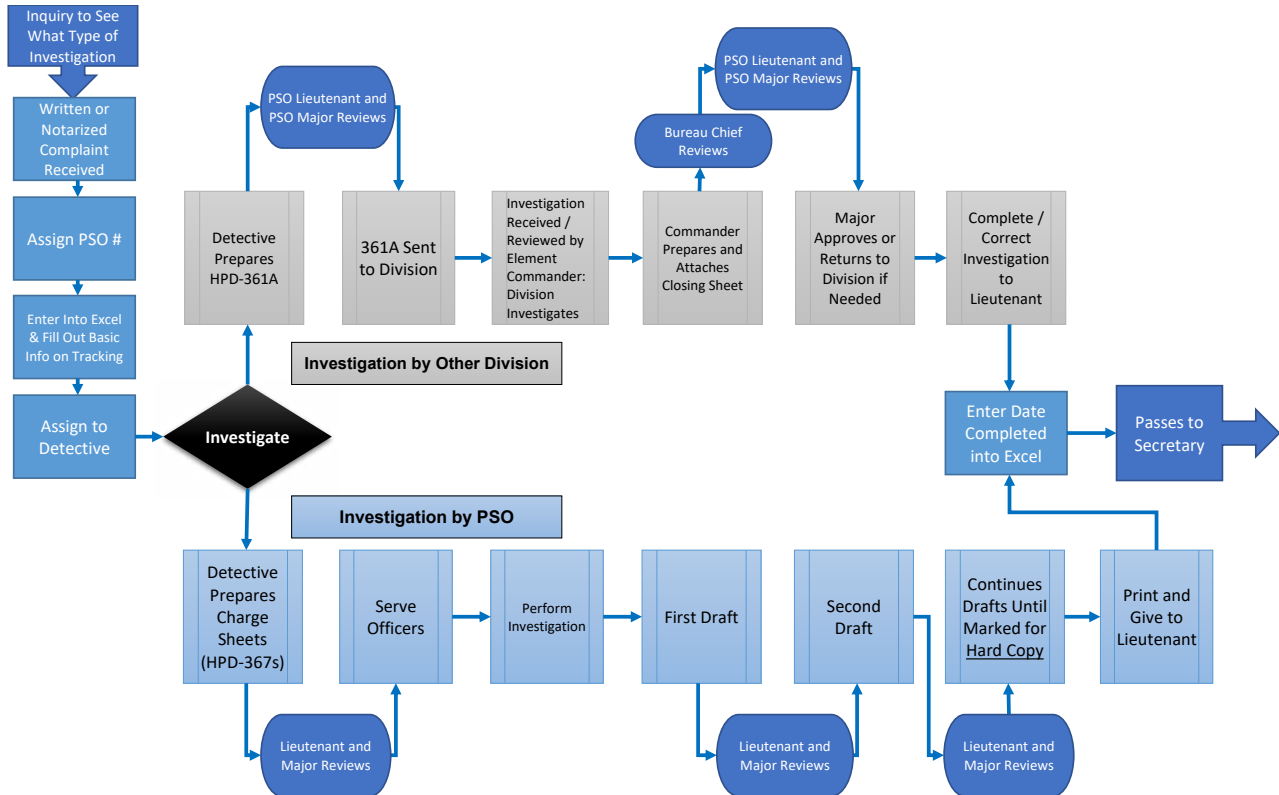 Inquiry to See
What Type of
Investigation
Written or
Notarized
Complaint
Received
Assign PSO #
Enter Into Excel
& Fill Out Basic
Info on Tracking
Assign to
Detective
Investigate
PSO Lieutenant and
PSO Major Reviews
Detective
Prepares
HPD-361A
361A Sent
to Division
Investigation
Received /
Reviewed by
Element
Commander:
Division
Investigates
Commander
Prepares and
Attaches
Closing Sheet
Bureau Chief
Reviews
PSO Lieutenant and
PSO Major Reviews
Major
Approves or
Returns to
Division if
Needed
Complete /
Correct
Investigation
to
Lieutenant
Investigation by Other Division
Enter Date
Completed
into Excel
Passes to
Secretary
Investigation by PSO
Detective
Prepares
Charge
Sheets
(HPD-367s)
Lieutenant and
Major Reviews
Serve
Officers
Perform
Investigation
First Draft
Lieutenant and
Major Reviews
Second
Draft
Lieutenant and
Major Reviews
Continues
Drafts Until
Marked for
Hard Copy
Print and
Give to
Lieutenant